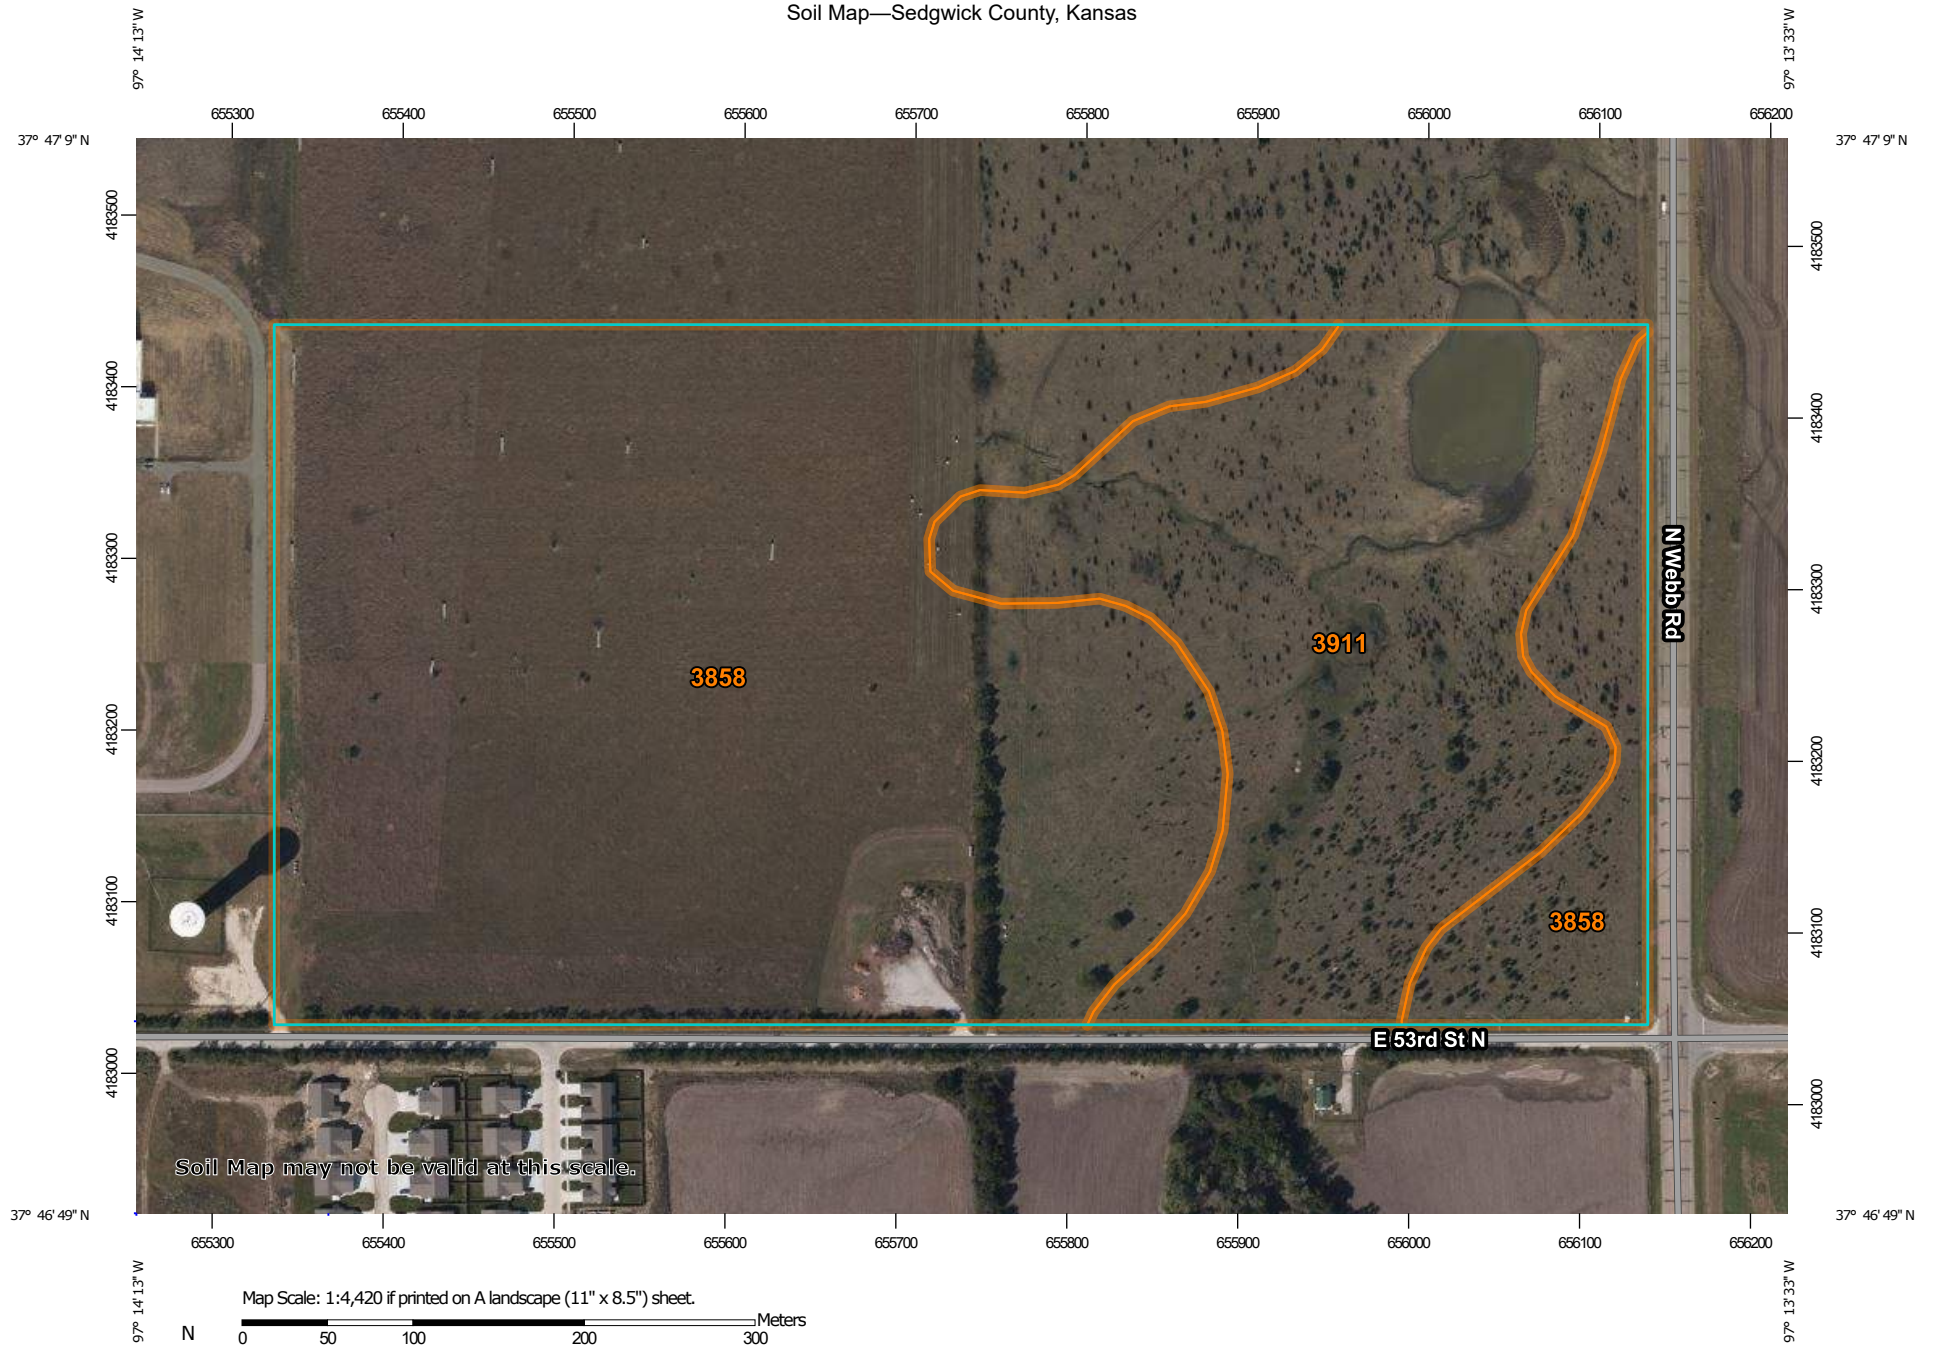 Soil Map—Sedgwick County, Kansas
97° 14' 13" W
97° 13' 33" W
655300 655400 655500 655600 655700 655800 655900 656000 656100 656200
37° 47' 9" N
37° 47' 9" N
4183500
4183500
4183400
4183400
4183300
4183300
N Webb Rd
3911
3858
4183200
4183200
4183100
4183100
3858
E 53rd St N
4183000
4183000
Soil Map may not be valid at this scale.
37° 46' 49" N
37° 46' 49" N
655300 655400 655500 655600 655700 655800 655900 656000 656100 656200
97° 14' 13" W
97° 13' 33" W
Map Scale: 1:4,420 if printed on A landscape (11" x 8.5") sheet.
Meters
N
0 50 100 200 300